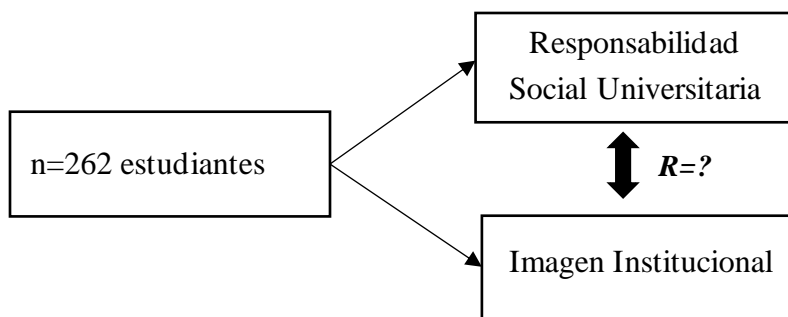 Responsabilidad
Social Universitaria
n=262 estudiantes
R=?
Imagen Institucional